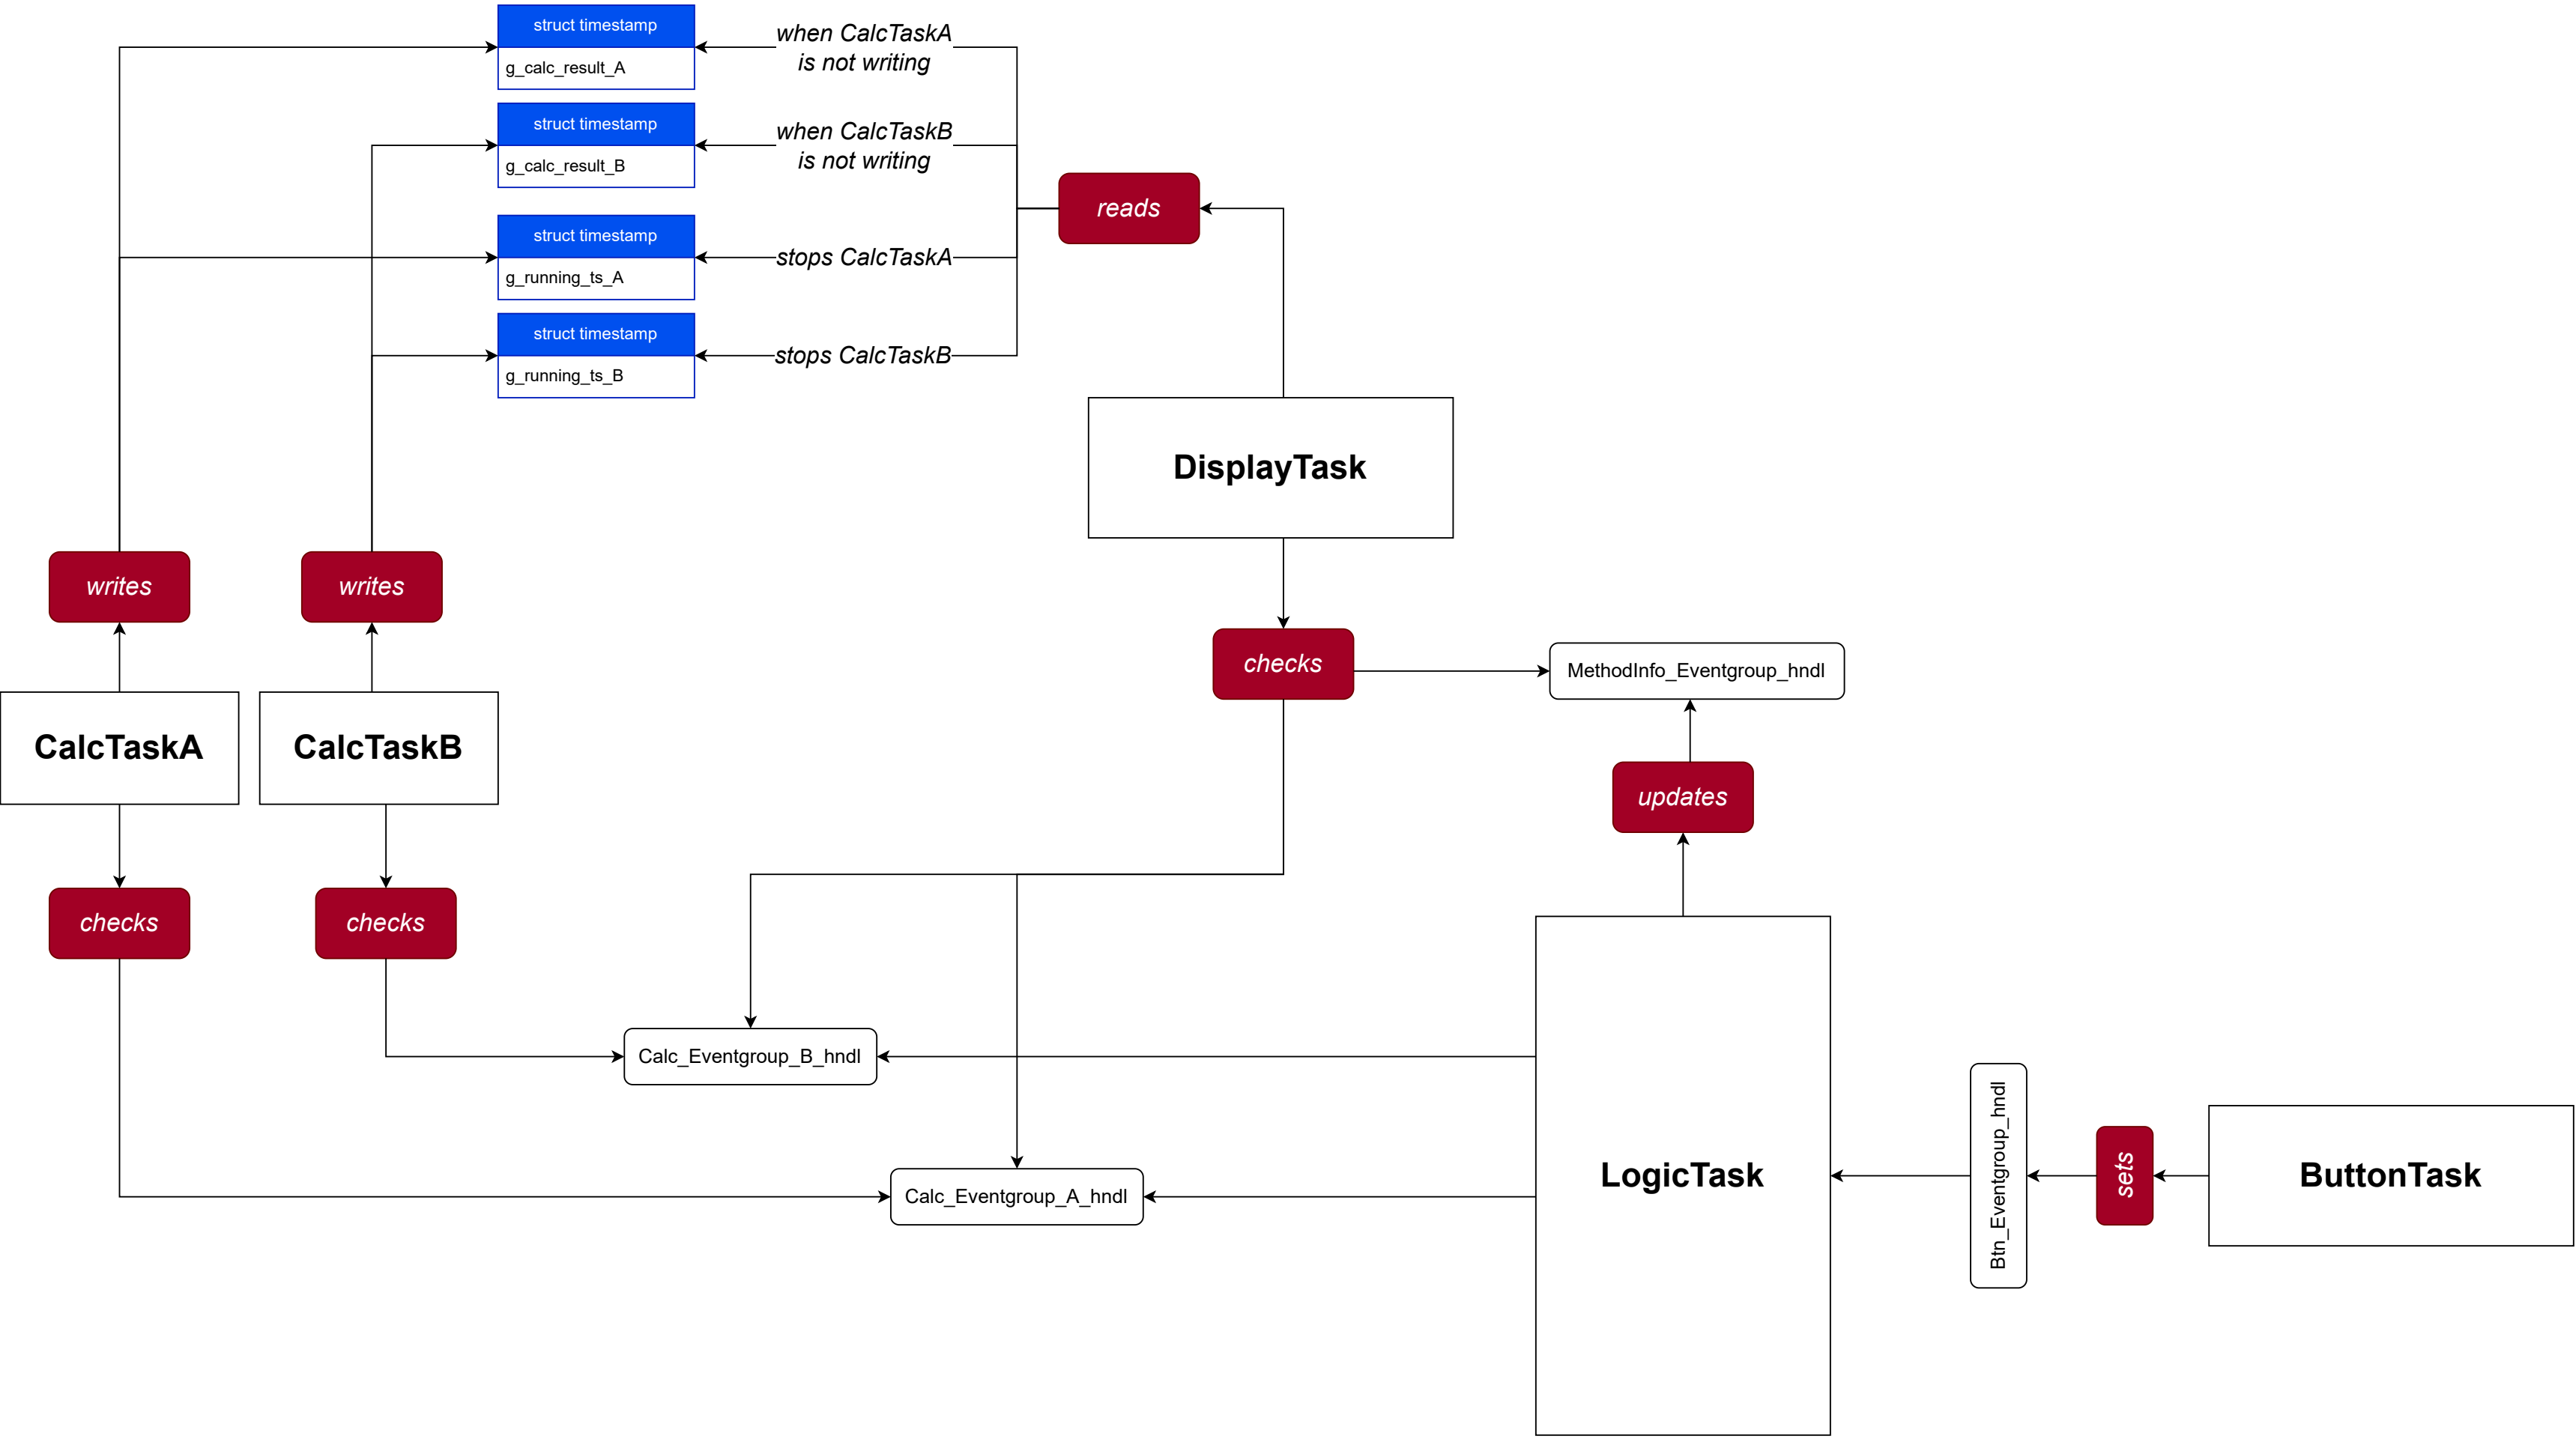 struct timestamp
g_calc_result_A
when CalcTaskA
is not writing
struct timestamp
g_calc_result_B
when CalcTaskB
is not writing
reads
struct timestamp
g_running_ts_A
stops CalcTaskA
struct timestamp
g_running_ts_B
stops CalcTaskB
DisplayTask
writes
writes
checks
MethodInfo_Eventgroup_hndl
CalcTaskA
CalcTaskB
updates
checks
checks
Calc_Eventgroup_B_hndl
Calc_Eventgroup_A_hndl
LogicTask
Btn_Eventgroup_hndl
sets
ButtonTask